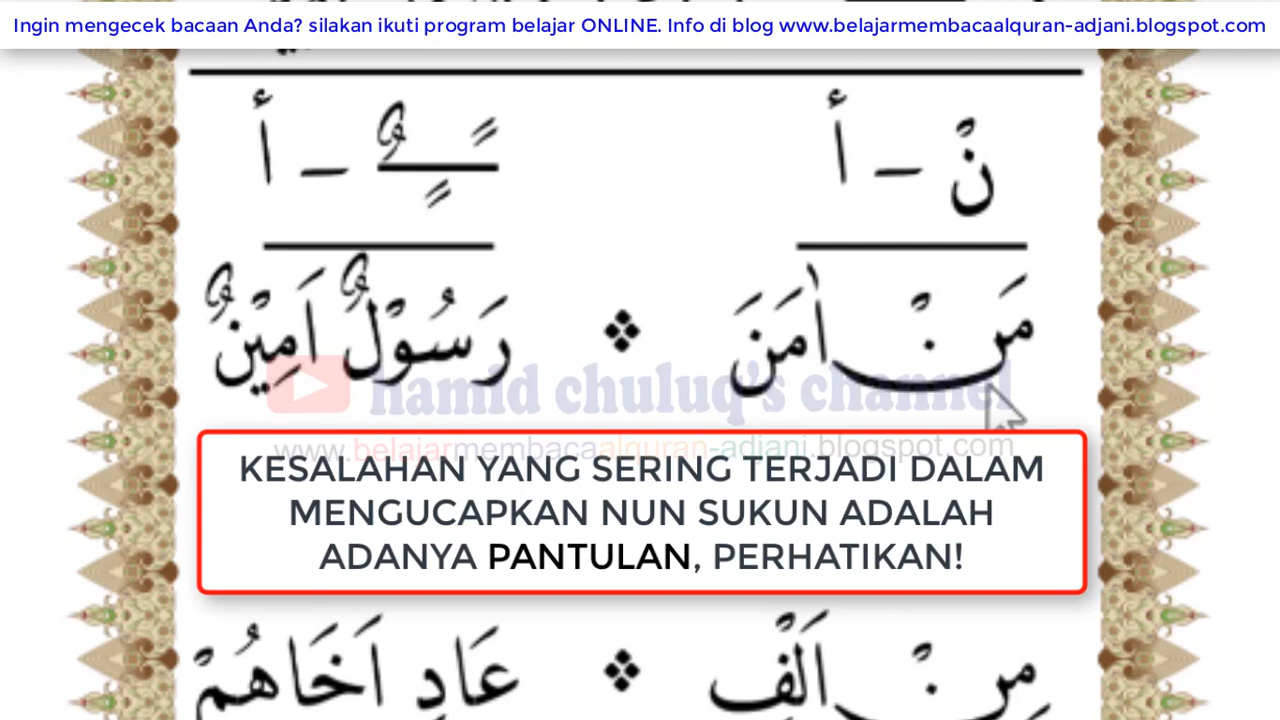 Ingin mengecek bacaan Anda? silakan ikuti program belajar ONLINE. Info di blog www.belajarmembacaalquran-adjani.blogspot.com
نْ – أ
ـًـٍـٌ – أ
مَنْ اٰمَنَ ❖ رَسُوْلٌ اَمِيْنٌ
hamid chuluq's channel
www.belajarmembacaalquran-adjani.blogspot.com
KESALAHAN YANG SERING TERJADI DALAM
MENGUCAPKAN NUN SUKUN ADALAH
ADANYA PANTULAN, PERHATIKAN!
مِنْ اَلْفِ ❖ عَادٍ اَخَاهُمْ